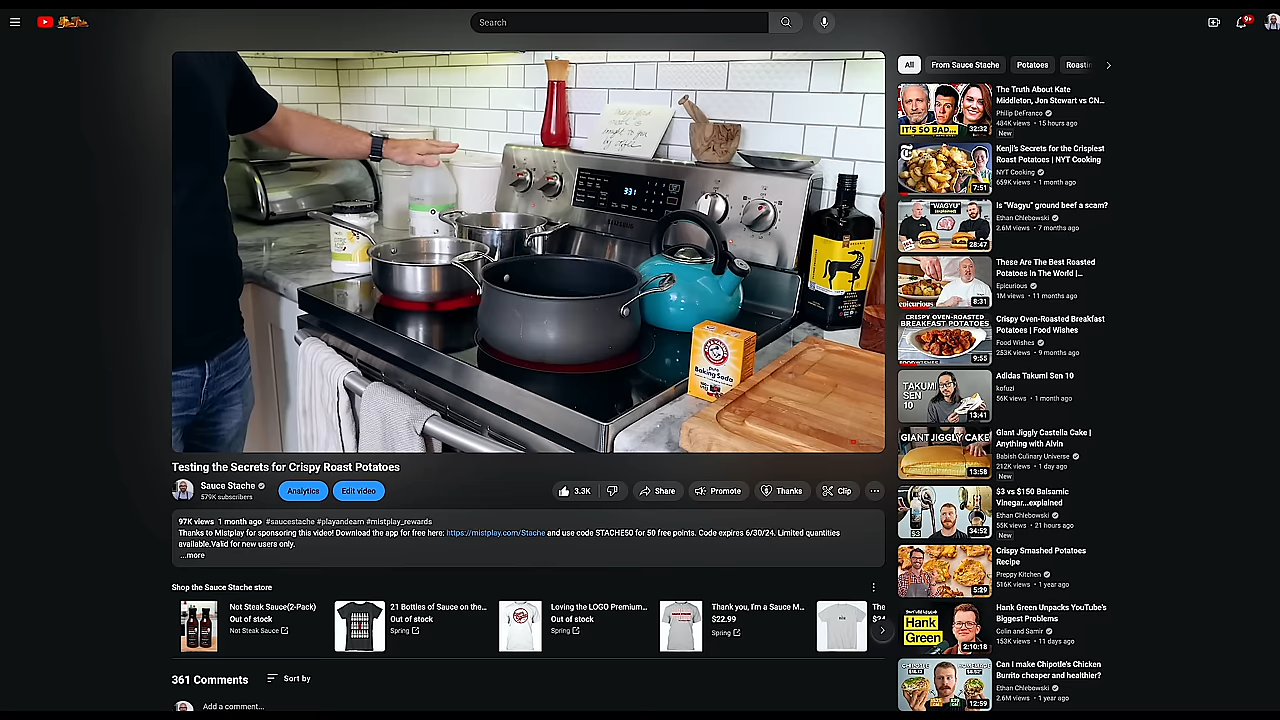 Search
All
From Sauce Stache
Potatoes
Roastin
331
ARM & HAMMER
Pure
Baking Soda
Testing the Secrets for Crispy Roast Potatoes
Sauce Stache
579K subscribers
Analytics
Edit video
3.3K
Share
Promote
Thanks
Clip
97K views 1 month ago #saucestache #playandearn #mistplay_rewards
Thanks to Mistplay for sponsoring this video! Download the app for free here: https://mistplay.com/Stache and use code STACHE50 for 50 free points. Code expires 6/30/24. Limited quantities
available.Valid for new users only.
...more
Shop the Sauce Stache store
Not Steak Sauce(2-Pack)
Out of stock
Not Steak Sauce
21 Bottles of Sauce on the...
Out of stock
Spring
Loving the LOGO Premium...
Out of stock
Spring
Thank you, I'm a Sauce M...
$22.99
Spring
The
361 Comments
Sort by
Add a comment...
IT'S SO BAD...
32:32
The Truth About Kate
Middleton, Jon Stewart vs CN...
Philip DeFranco
484K views • 15 hours ago
New
7:51
Kenji's Secrets for the Crispiest
Roast Potatoes | NYT Cooking
NYT Cooking
659K views • 1 month ago
"WAGYU"
28:47
Is "Wagyu" ground beef a scam?
Ethan Chlebowski
2.6M views • 7 months ago
epicurious
8:31
These Are The Best Roasted
Potatoes In The World |...
Epicurious
1M views • 11 months ago
CRISPY OVEN-ROASTED
BREAKFAST POTATOES
9:55
Crispy Oven-Roasted Breakfast
Potatoes | Food Wishes
Food Wishes
253K views • 9 months ago
TAKUMI
SEN
10
13:41
Adidas Takumi Sen 10
kofuzi
56K views • 1 month ago
GIANT JIGGLY CAKE
13:58
Giant Jiggly Castella Cake |
Anything with Alvin
Babish Culinary Universe
212K views • 1 day ago
New
$3
34:52
$3 vs $150 Balsamic
Vinegar...explained
Ethan Chlebowski
55K views • 21 hours ago
New
5:29
Crispy Smashed Potatoes
Recipe
Preppy Kitchen
516K views • 1 year ago
Hank
Green
2:10:18
Hank Green Unpacks YouTube's
Biggest Problems
Colin and Samir
153K views • 11 days ago
CHIPOTLE
HOMEMADE
12:59
Can I make Chipotle's Chicken
Burrito cheaper and healthier?
Ethan Chlebowski
2.6M views • 1 year ago